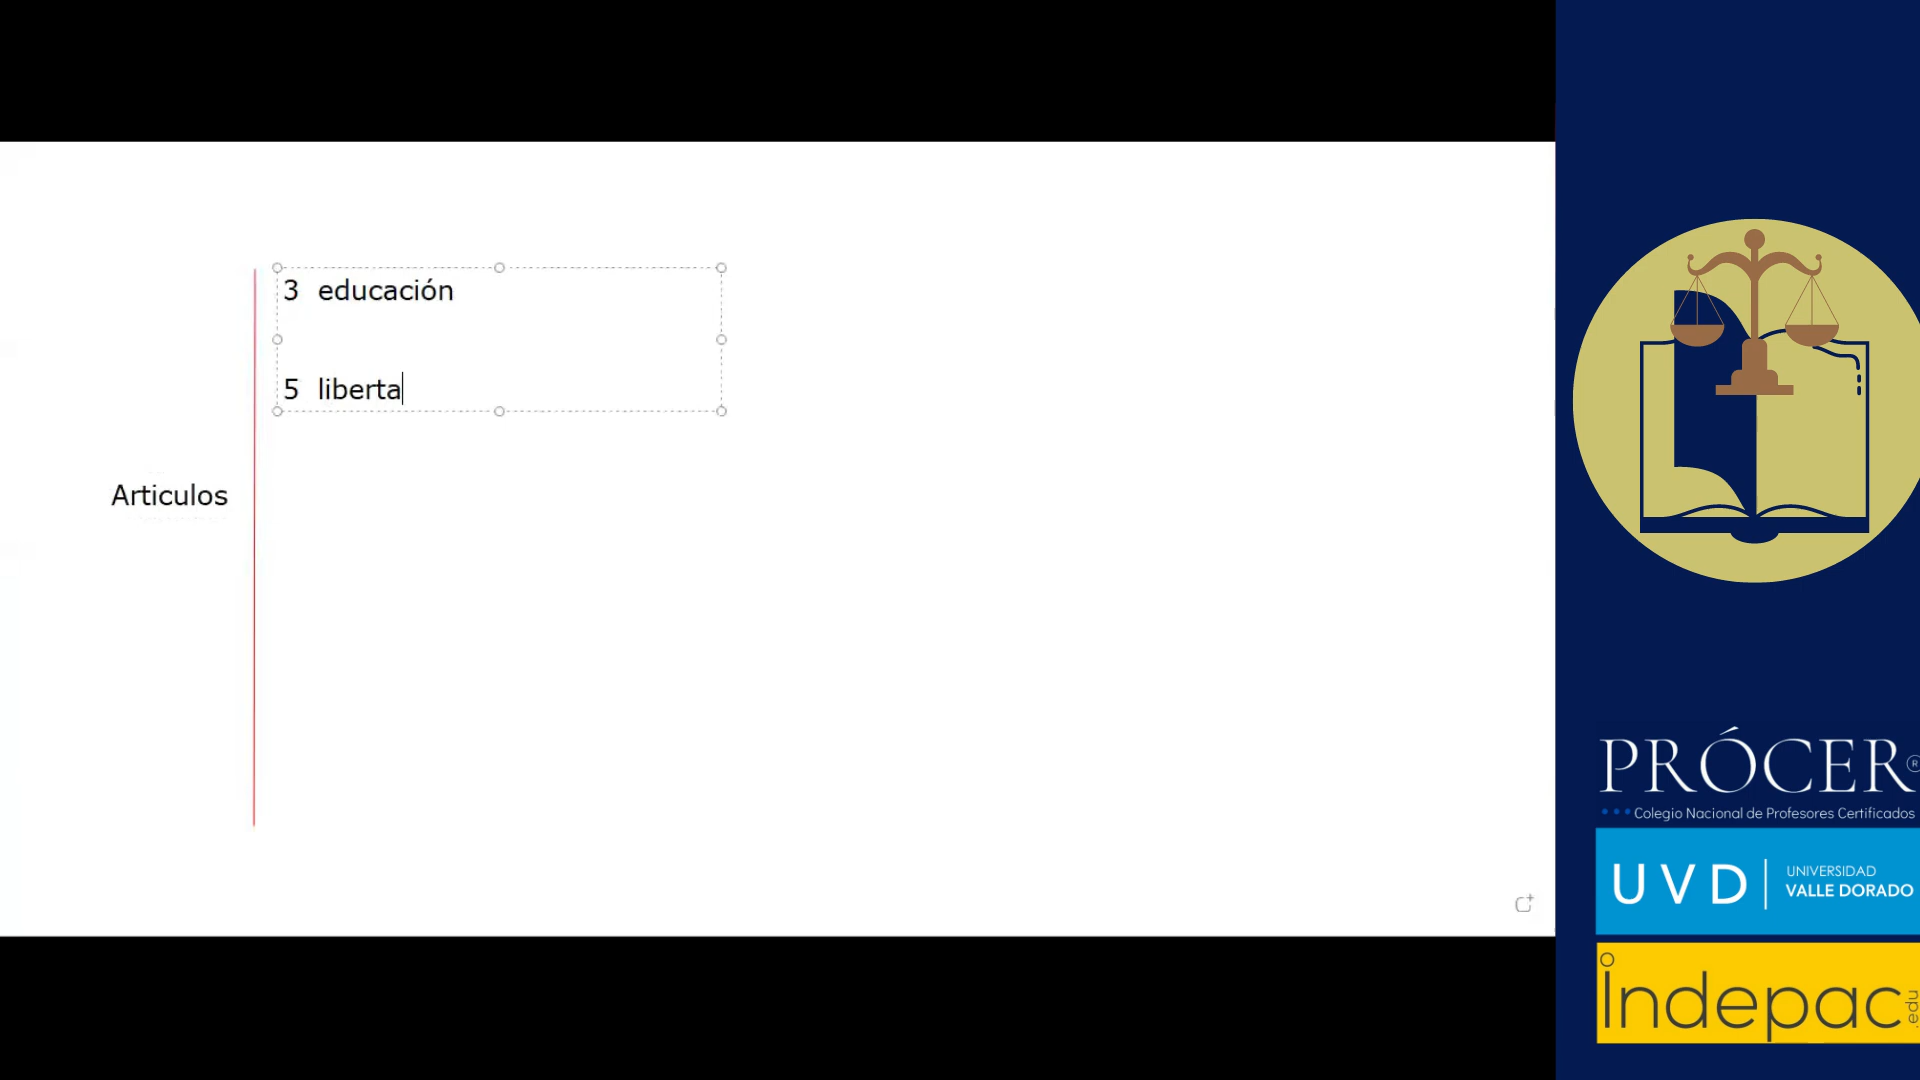 3 educación
5 liberta
Articulos
PRÓCER®
Colegio Nacional de Profesores Certificados
UVD UNIVERSIDAD
VALLE DORADO
indepac.edu